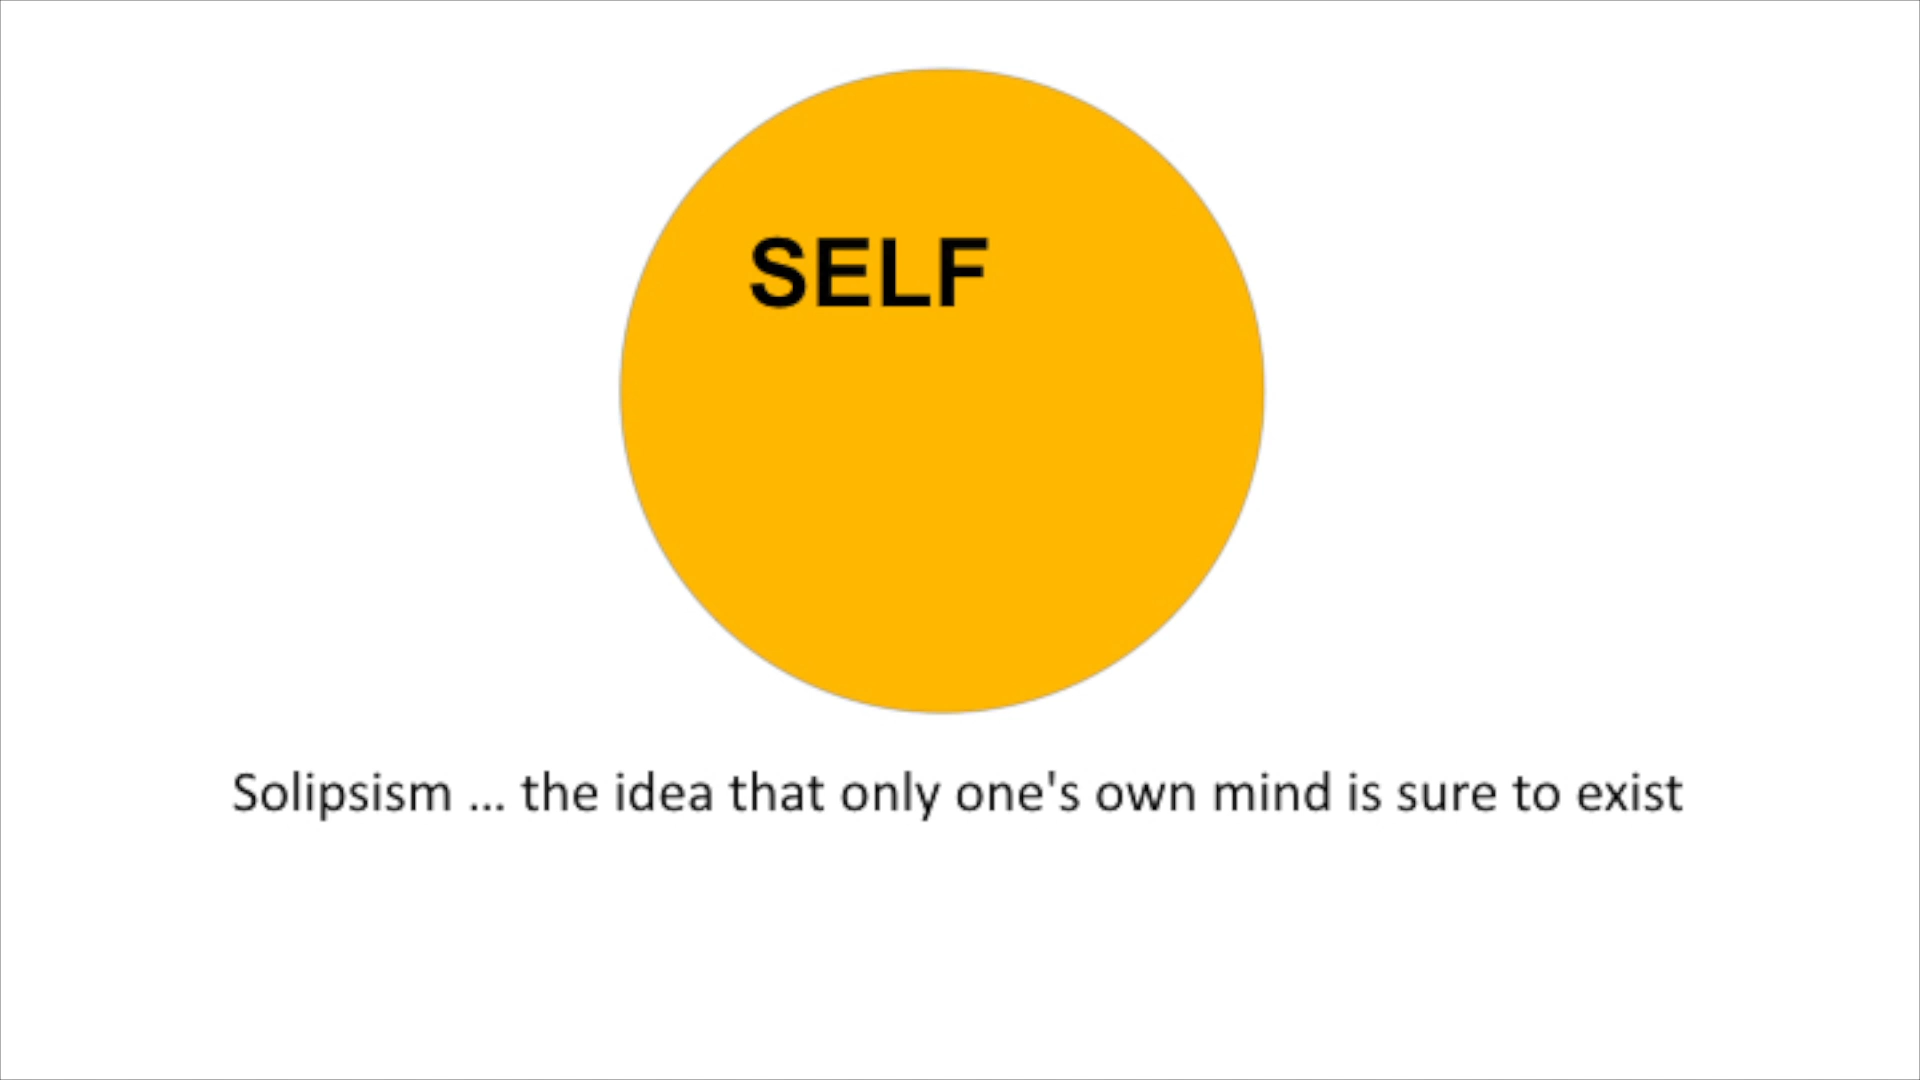 SELF
Solipsism ... the idea that only one's own mind is sure to exist